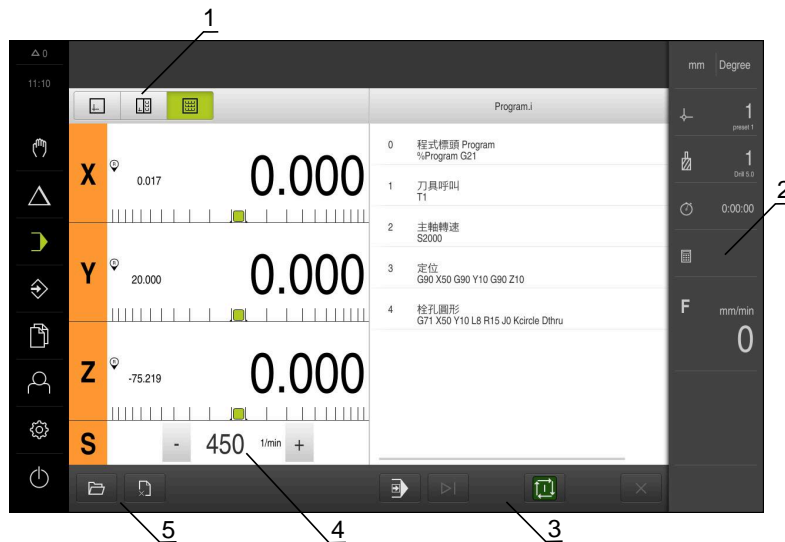 1
0
11:10
mm Degree
Program.i
1
preset 1
1
Drill 5.0
0:00:00
2
F mm/min
0
X R 0.017 0.000
Y R 20.000 0.000
Z R -75.219 0.000
S - 450 1/min +
0 程式標頭 Program
%Program G21
1 刀具呼叫
T1
2 主軸轉速
S2000
3 定位
G90 X50 G90 Y10 G90 Z10
4 栓孔圓形
G71 X50 Y10 L8 R15 J0 Kcircle Dthru
5
4
3